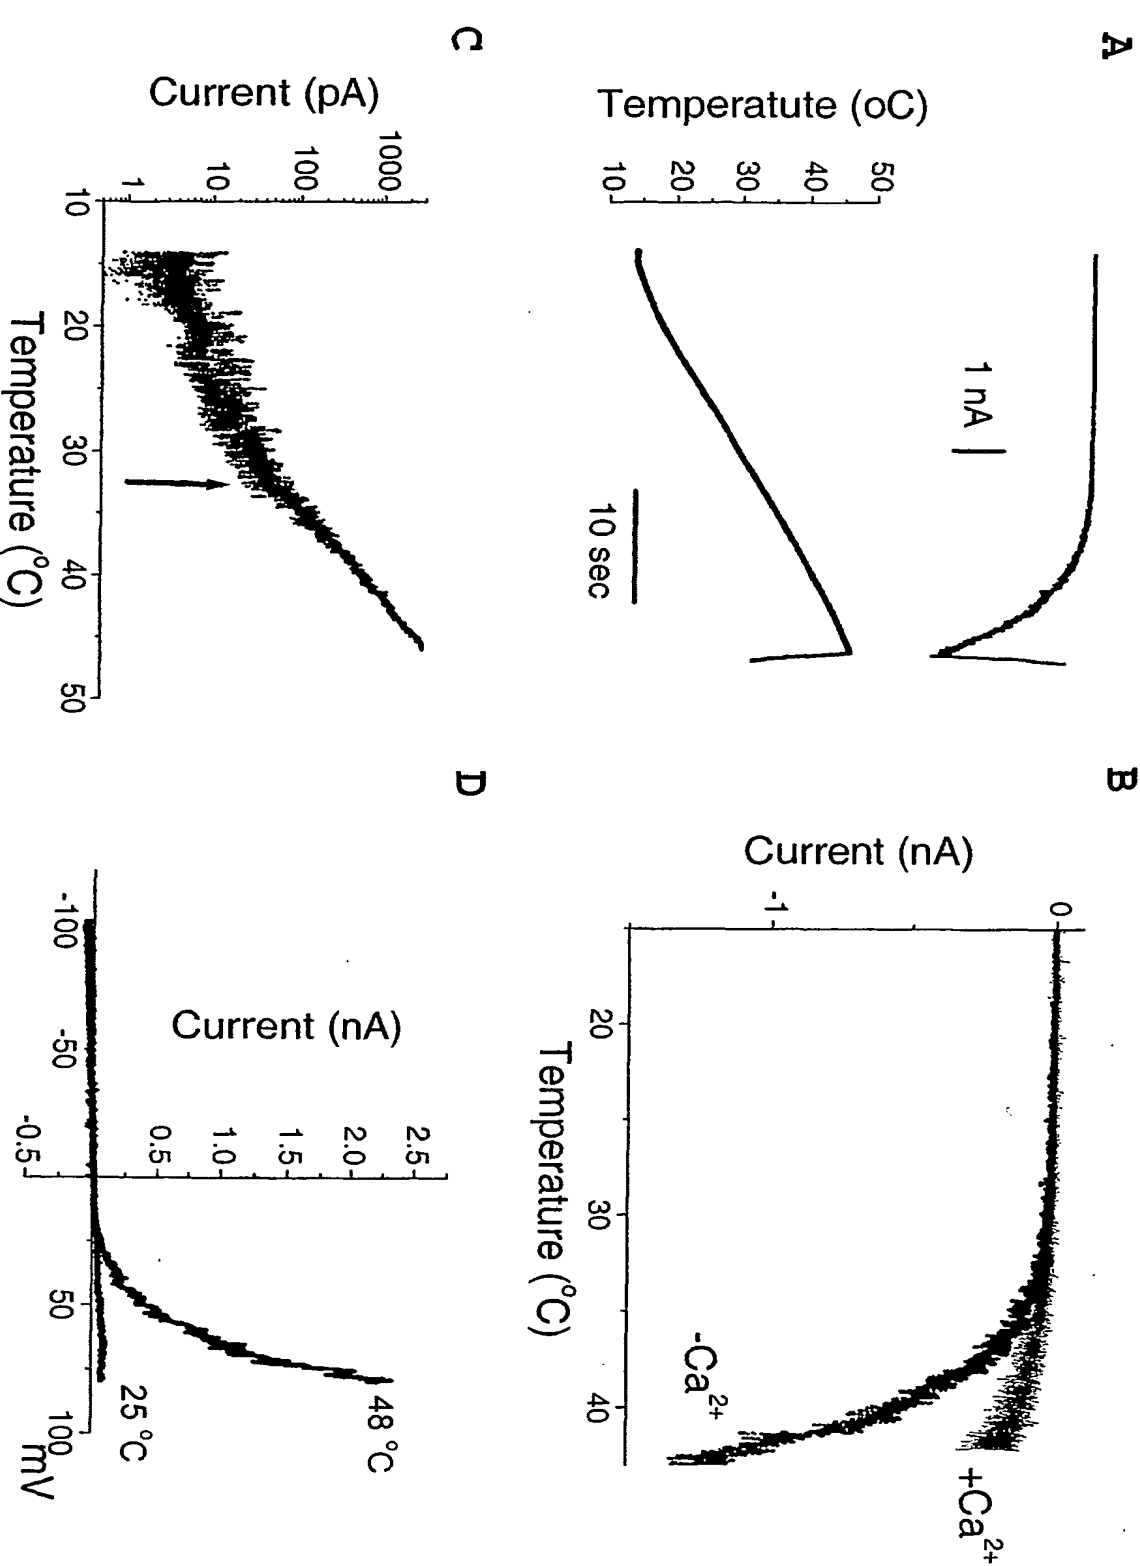 A
1 nA
Temperatute (oC)
50
40
30
20
10
10 sec
B
Current (nA)
0
-1
20
30
40
Temperature (°C)
-Ca2+
+Ca2+
C
Current (pA)
1000
100
10
1
10
20
30
40
50
Temperature (°C)
D
Current (nA)
2.5
2.0
1.5
1.0
0.5
-0.5
-100
-50
50
100
mV
48 °C
25 °C